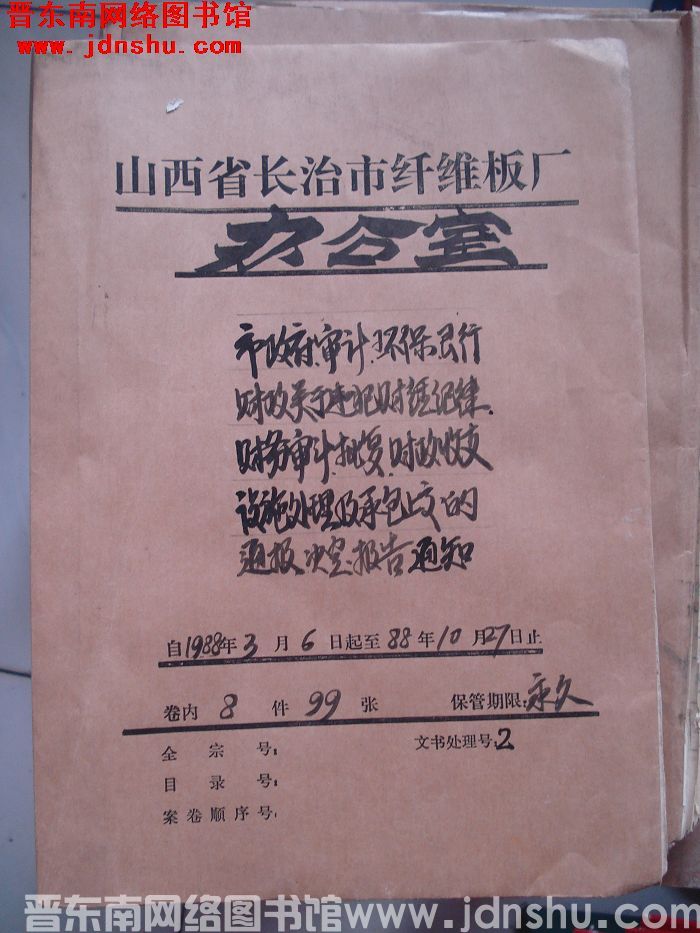 晋东南网络图书馆
www.jdnshu.com
山西省长治市纤维板厂
办公室
市政府、审计、环保、银行
财政关于违犯财经纪律、
财务审计、批复、财政收支
设施处理及承包上交的
通报、决定、报告通知
自1988年3月6日起至88年10月27日止
卷内8件99张 保管期限:永久
全宗号: 文书处理号:2
目录号:
案卷顺序号:
晋东南网络图书馆www.jdnshu.com